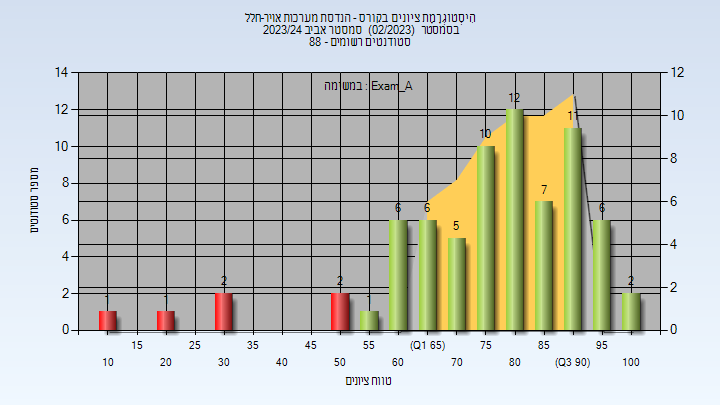 היסטוגרמת ציונים בקורס - הנדסת מערכות אויר-חלל
בסמסטר (02/2023) סמסטר אביב 2023/24
סטודנטים רשומים - 88
במשימה : Exam_A
מספר סטודנטים
14 12 10 8 6 4 2 0
12 10 8 6 4 2 0
1 1 2 2 1 6 6 5 10 12 7 11 6 2
15 25 35 45 55 (Q1 65) 75 85 95
10 20 30 40 50 60 70 80 (Q3 90) 100
טווח ציונים